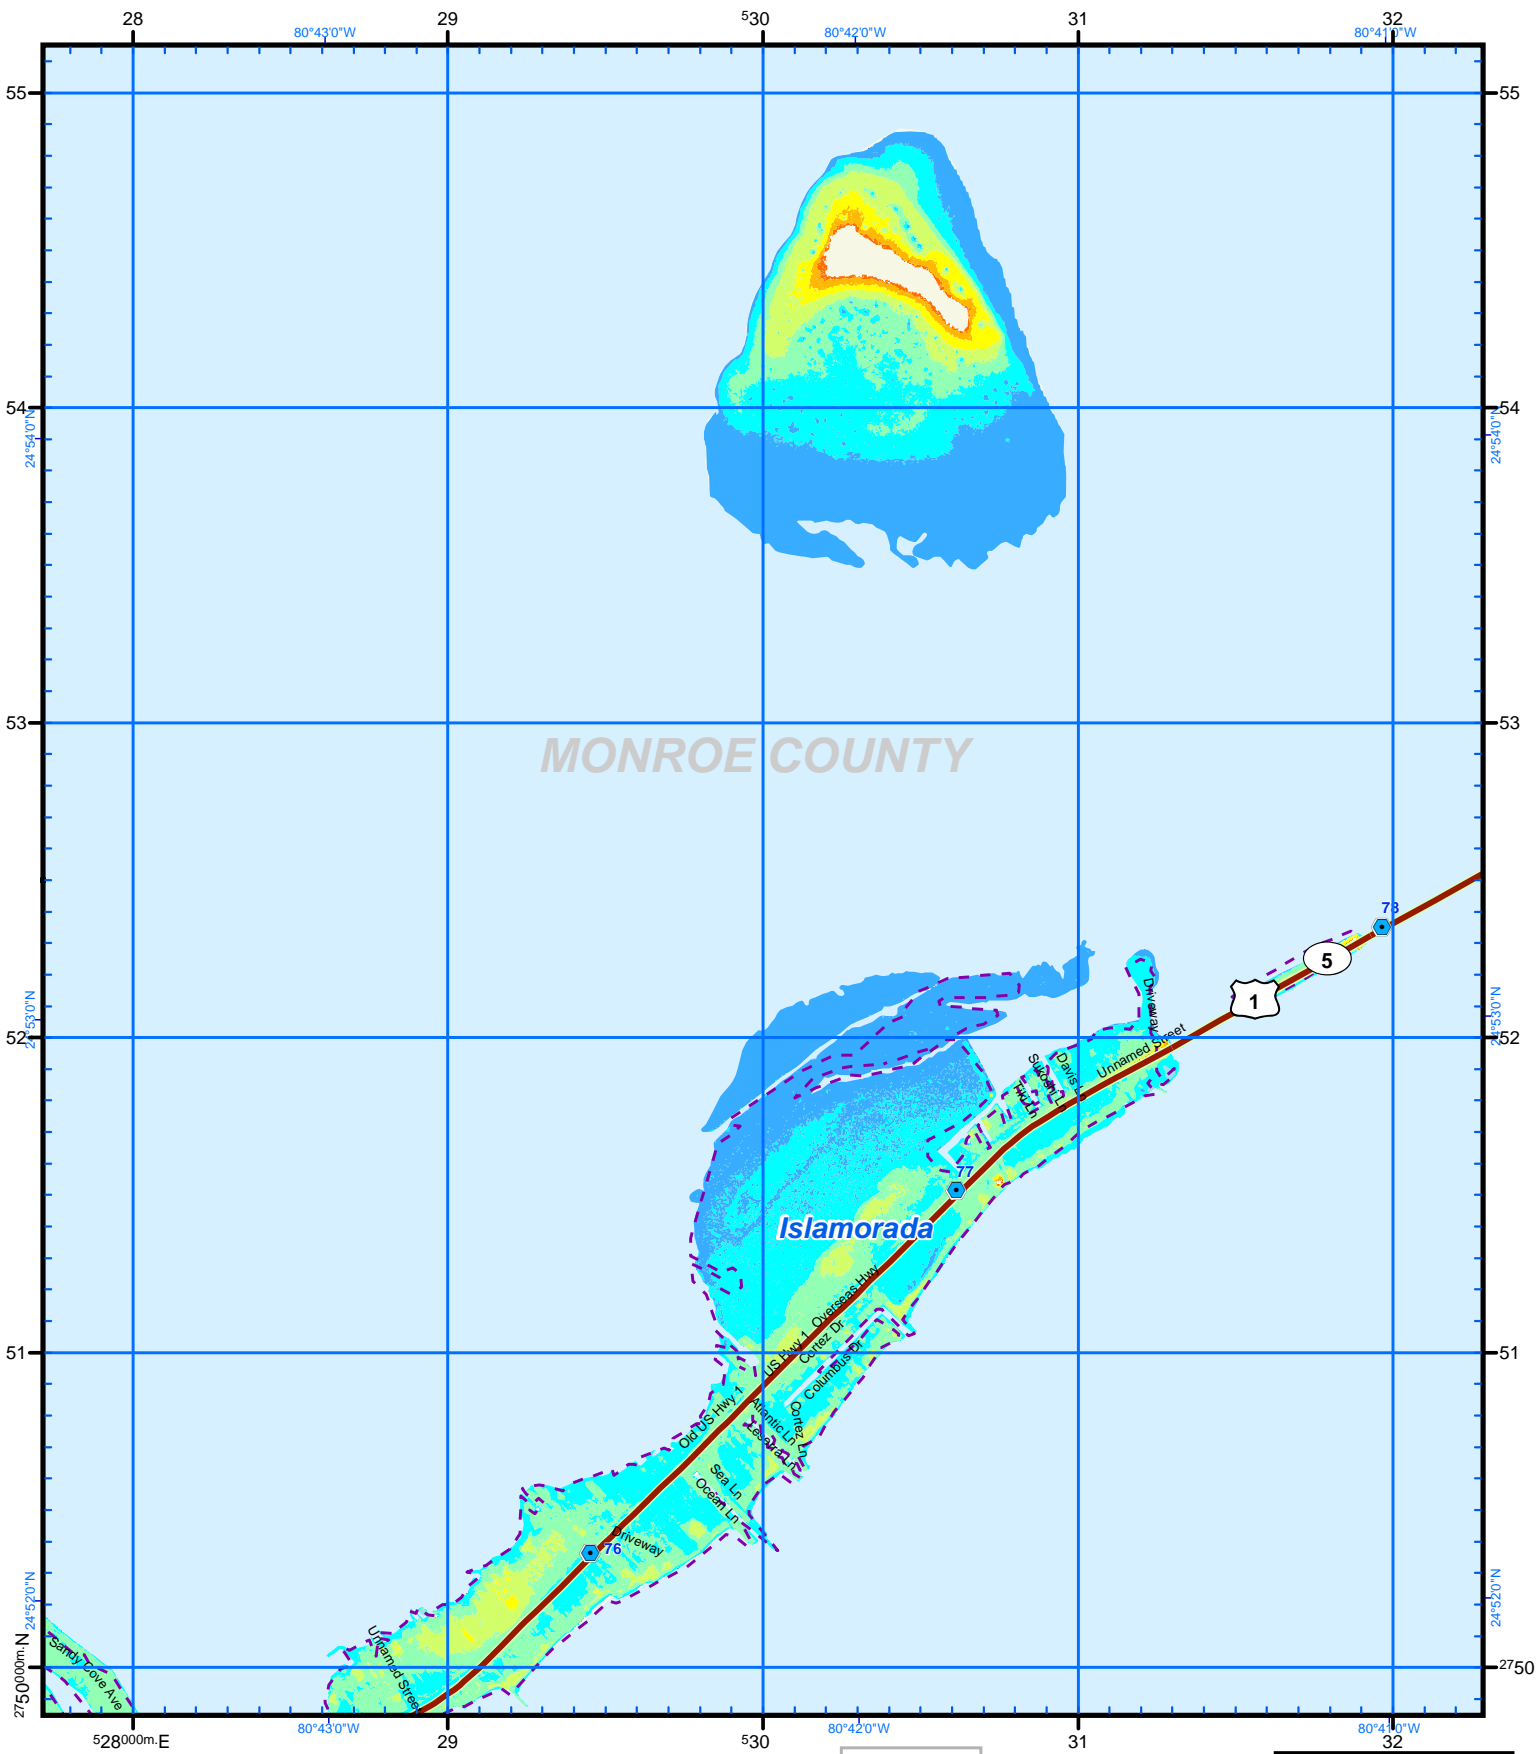 28 29 530 31 32
80°43'0"W 80°42'0"W 80°41'0"W
55 55
54 54
24°54'0"N 24°54'0"N
53 53
MONROE COUNTY
78
5
1
24°53'0"N 24°53'0"N
52 52
Driveway
Unnamed Street
Davis L
Sukoshi Ln
Tiki Ln
77
Islamorada
US Hwy 1 Overseas Hwy
Cortez Dr
51 51
Columbus Dr
Old US Hwy 1
Atlantic Ln
Cortez Ln
Lesarra Ln
Sea Ln
Ocean Ln
Driveway
76
24°52'0"N 24°52'0"N
Unnamed Stree
Sandy Cove Ave
2750000m.N 2750
80°43'0"W 80°42'0"W 80°41'0"W
528000m.E 29 530 31 32